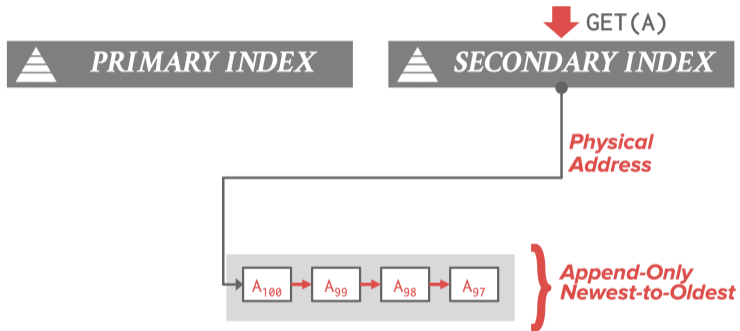 GET(A)
PRIMARY INDEX
SECONDARY INDEX
Physical
Address
A100
A99
A98
A97
Append-Only
Newest-to-Oldest